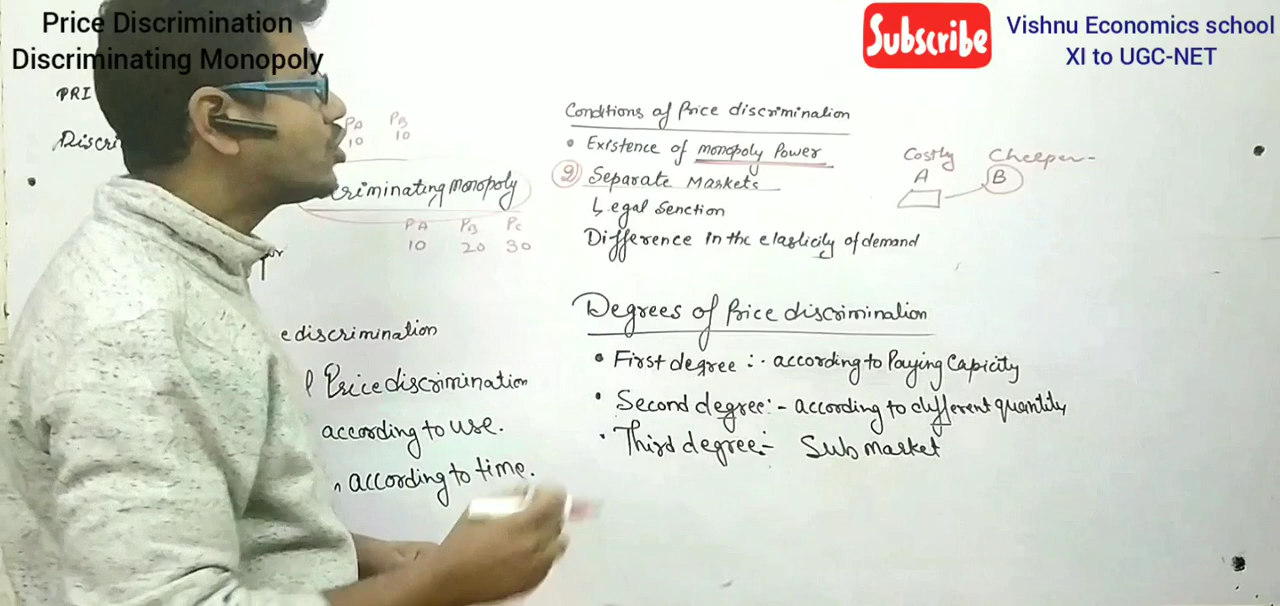 Price Discrimination
Discriminating Monopoly
Subscribe
Vishnu Economics school
XI to UGC-NET
PRI
Discri
PA PB
10 10
criminating monopoly
PA PB PC
10 20 30
e discrimination
l Price discrimination
according to use.
n according to time.
Conditions of Price discrimination
• Existence of monopoly Power
2) Separate Markets
Legal Senction
Difference in the elasticity of demand
Costly Cheeper-
A B
Degrees of Price discrimination
• First degree :- according to Paying Capicity
• Second degree:- according to different quantity
• Third degree:- Sub market